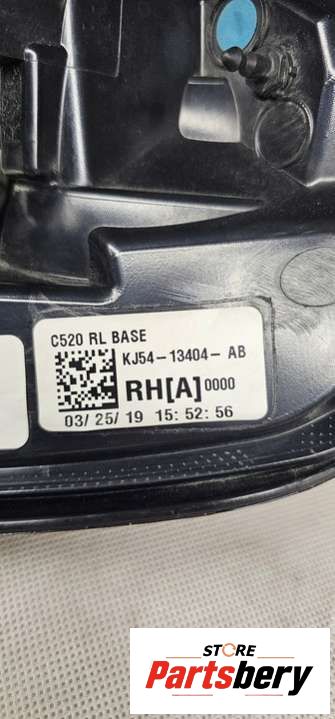 C520 RL BASE
KJ54-13404- AB
RH[A]0000
03/ 25/ 19 15: 52: 56
STORE
Partsbery